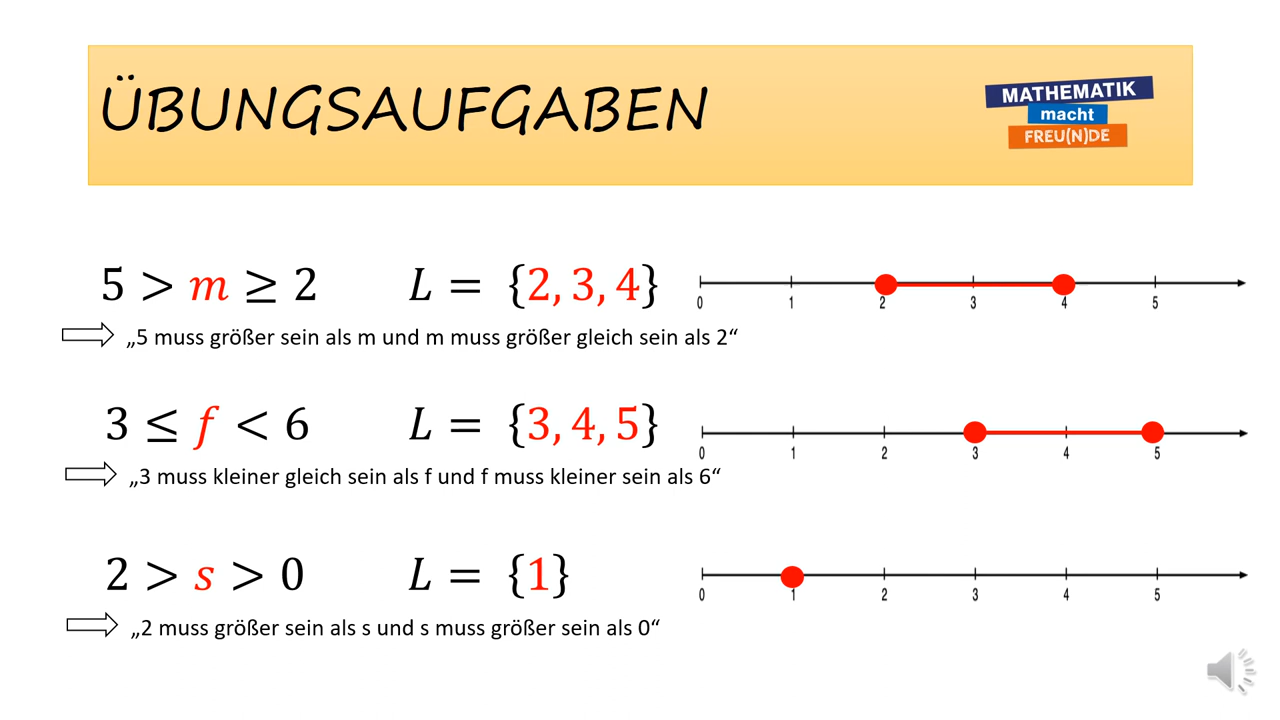 ÜBUNGSAUFGABEN
MATHEMATIK
macht
FREU(N)DE
5 > m ≥ 2 L = {2, 3, 4}
0 1 2 3 4 5
„5 muss größer sein als m und m muss größer gleich sein als 2“
3 ≤ f < 6 L = {3, 4, 5}
0 1 2 3 4 5
„3 muss kleiner gleich sein als f und f muss kleiner sein als 6“
2 > s > 0 L = {1}
0 1 2 3 4 5
„2 muss größer sein als s und s muss größer sein als 0“